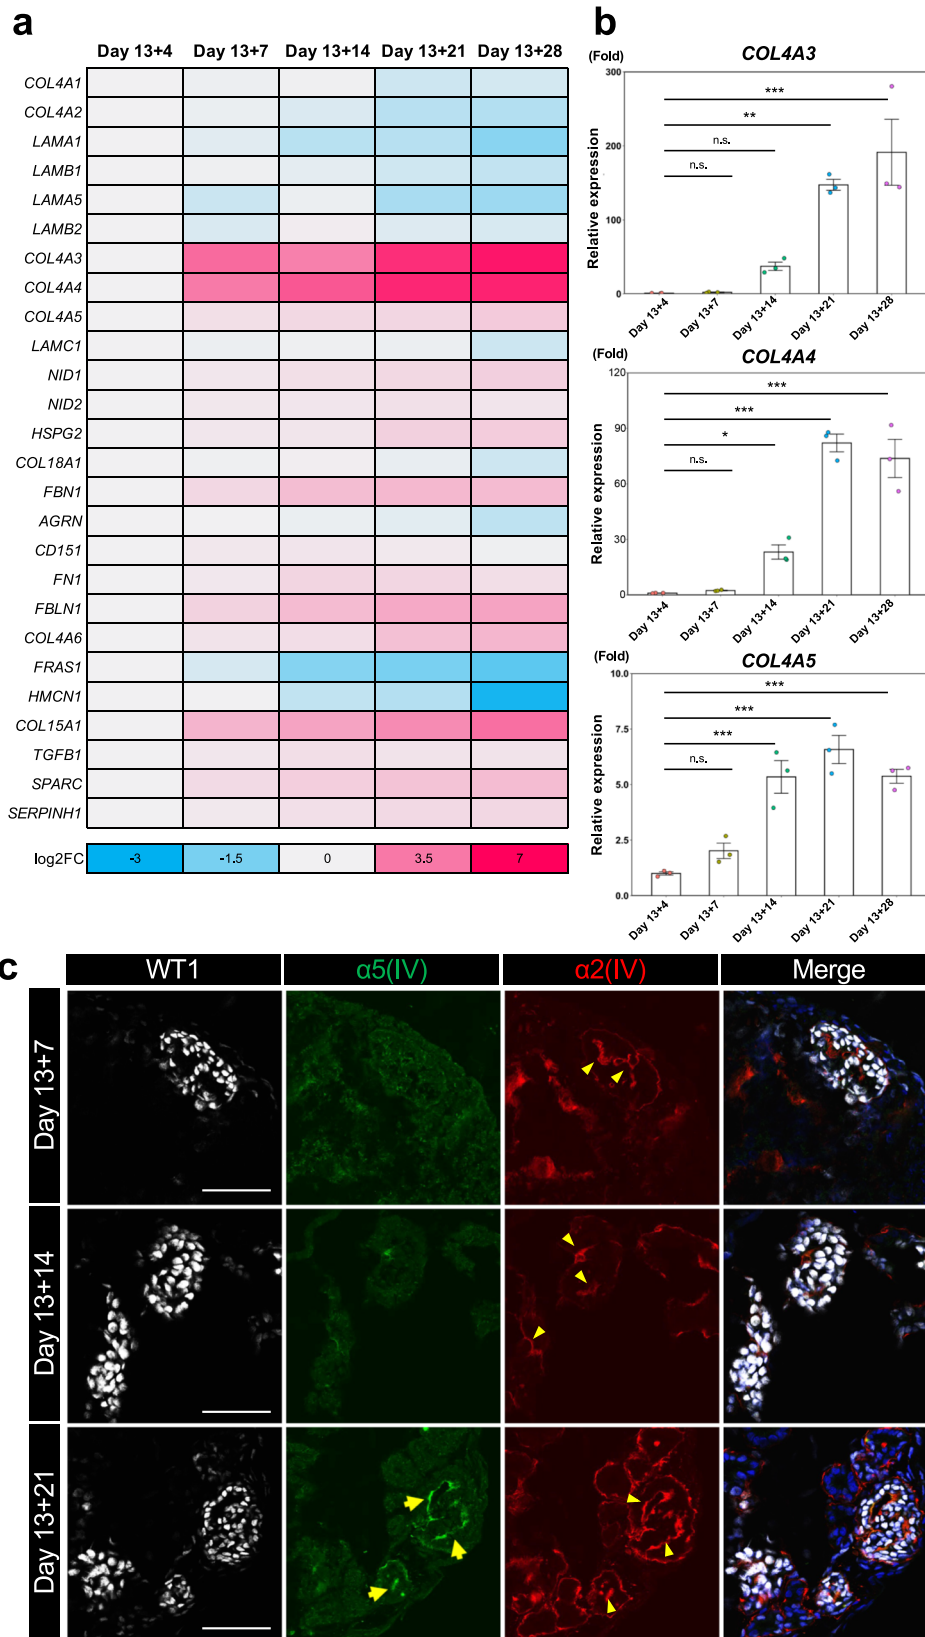 a
Day 13+4 Day 13+7 Day 13+14 Day 13+21 Day 13+28
COL4A1
COL4A2
LAMA1
LAMB1
LAMA5
LAMB2
COL4A3
COL4A4
COL4A5
LAMC1
NID1
NID2
HSPG2
COL18A1
FBN1
AGRN
CD151
FN1
FBLN1
COL4A6
FRAS1
HMCN1
COL15A1
TGFB1
SPARC
SERPINH1
log2FC -3 -1.5 0 3.5 7
b
(Fold) COL4A3
Relative expression
300
200
100
0
***
**
n.s.
n.s.
Day 13+4 Day 13+7 Day 13+14 Day 13+21 Day 13+28
(Fold) COL4A4
Relative expression
120
90
60
30
0
***
***
*
n.s.
Day 13+4 Day 13+7 Day 13+14 Day 13+21 Day 13+28
(Fold) COL4A5
Relative expression
10.0
7.5
5.0
2.5
0.0
***
***
***
n.s.
Day 13+4 Day 13+7 Day 13+14 Day 13+21 Day 13+28
c
WT1 α5(IV) α2(IV) Merge
Day 13+7
Day 13+14
Day 13+21